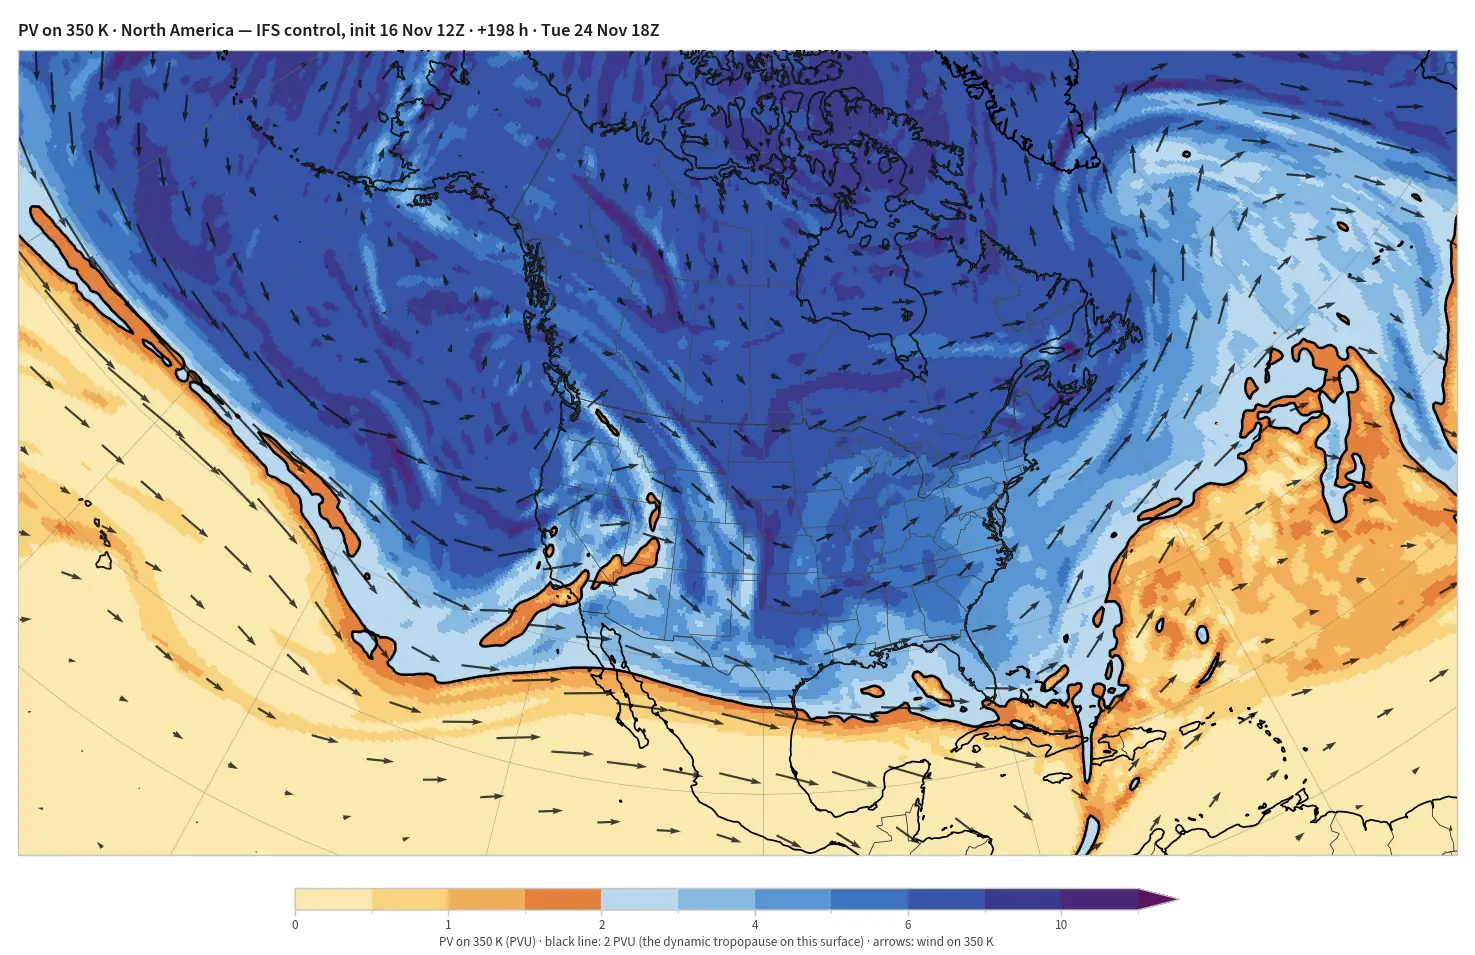 PV on 350 K · North America — IFS control, init 16 Nov 12Z · +198 h · Tue 24 Nov 18Z
0 1 2 4 6 10
PV on 350 K (PVU) · black line: 2 PVU (the dynamic tropopause on this surface) · arrows: wind on 350 K